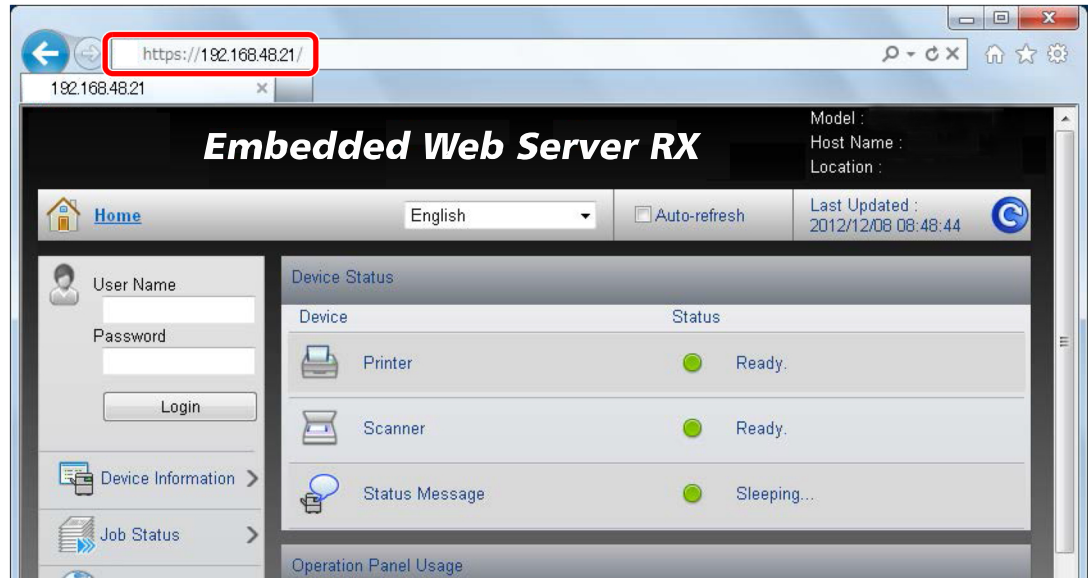 https://192.168.48.21/
192.168.48.21
Embedded Web Server RX
Model :
Host Name :
Location :
Home
English
Auto-refresh
Last Updated :
2012/12/08 08:48:44
User Name
Password
Login
Device Information
Job Status
Device Status
Device Status
Printer Ready.
Scanner Ready.
Status Message Sleeping...
Operation Panel Usage